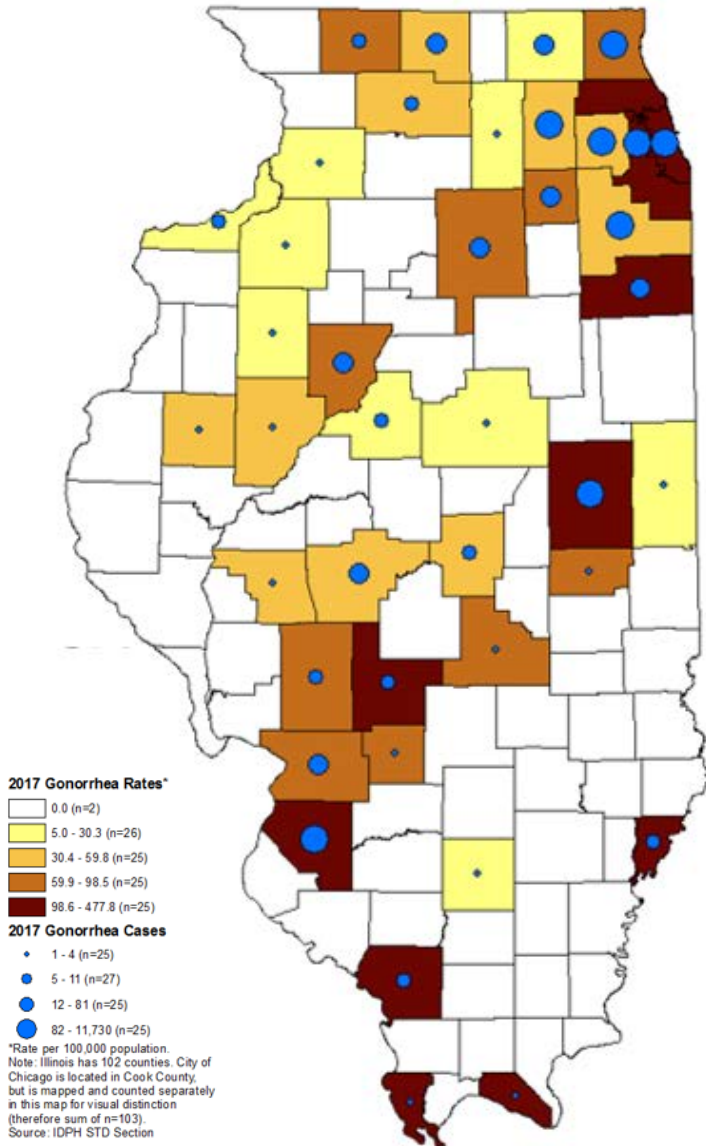 2017 Gonorrhea Rates*
0.0 (n=2)
5.0 - 30.3 (n=26)
30.4 - 59.8 (n=25)
59.9 - 98.5 (n=25)
98.6 - 477.8 (n=25)
2017 Gonorrhea Cases
1 - 4 (n=25)
5 - 11 (n=27)
12 - 81 (n=25)
82 - 11,730 (n=25)
*Rate per 100,000 population.
Note: Illinois has 102 counties. City of
Chicago is located in Cook County,
but is mapped and counted separately
in this map for visual distinction
(therefore sum of n=103).
Source: IDPH STD Section